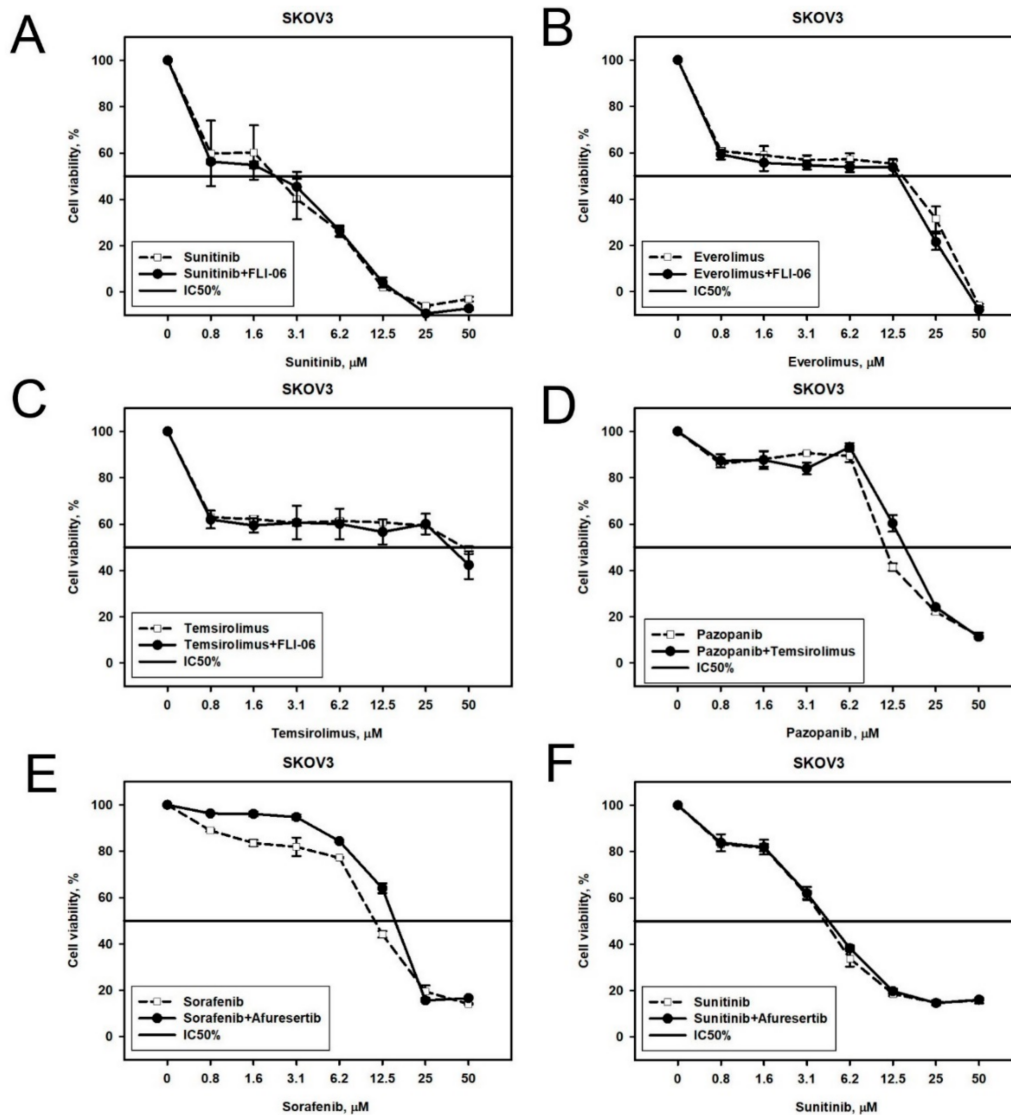 A
SKOV3
Cell viability, %
100
80
60
40
20
0
Sunitinib
Sunitinib+FLI-06
IC50%
0 0.8 1.6 3.1 6.2 12.5 25 50
Sunitinib, µM
B
SKOV3
Cell viability, %
100
80
60
40
20
0
Everolimus
Everolimus+FLI-06
IC50%
0 0.8 1.6 3.1 6.2 12.5 25 50
Everolimus, µM
C
SKOV3
Cell viability, %
100
80
60
40
20
0
Temsirolimus
Temsirolimus+FLI-06
IC50%
0 0.8 1.6 3.1 6.2 12.5 25 50
Temsirolimus, µM
D
SKOV3
Cell viability, %
100
80
60
40
20
0
Pazopanib
Pazopanib+Temsirolimus
IC50%
0 0.8 1.6 3.1 6.2 12.5 25 50
Pazopanib, µM
E
SKOV3
Cell viability, %
100
80
60
40
20
0
Sorafenib
Sorafenib+Afuresertib
IC50%
0 0.8 1.6 3.1 6.2 12.5 25 50
Sorafenib, µM
F
SKOV3
Cell viability, %
100
80
60
40
20
0
Sunitinib
Sunitinib+Afuresertib
IC50%
0 0.8 1.6 3.1 6.2 12.5 25 50
Sunitinib, µM